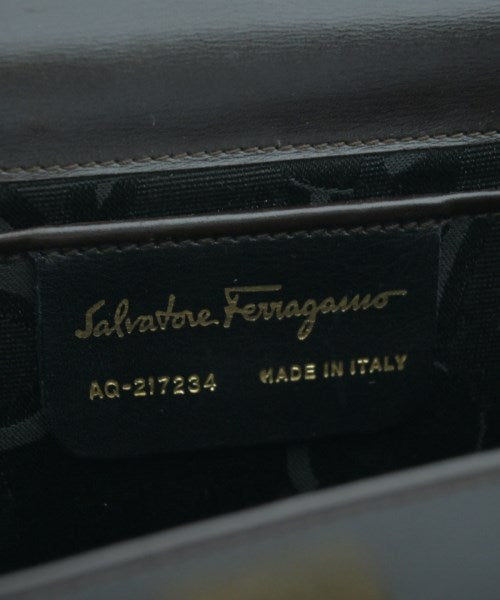 Salvatore Ferragamo
AQ-217234 MADE IN ITALY